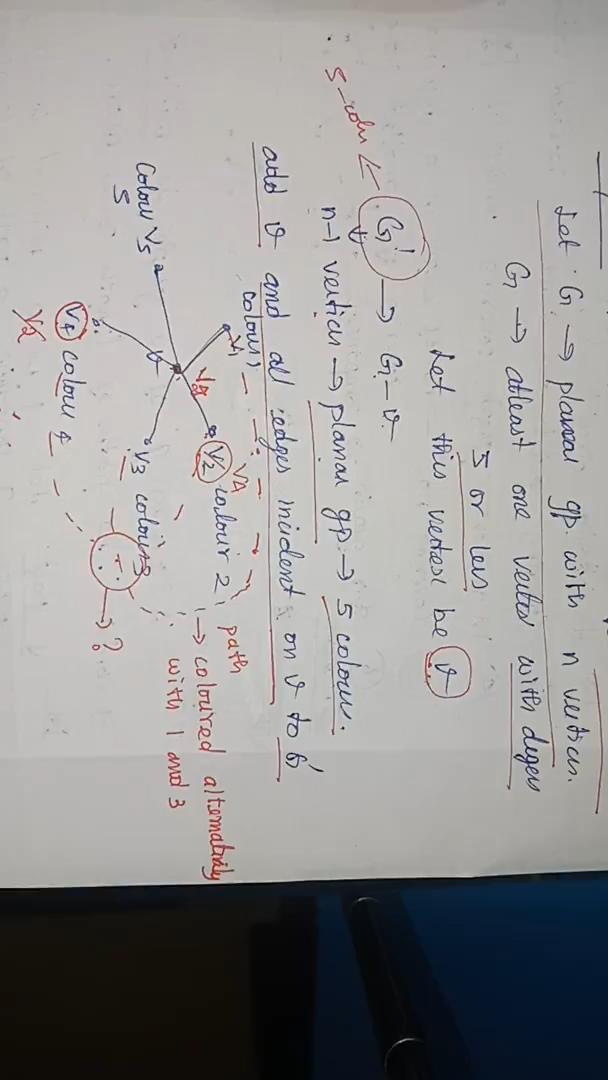 Let G → planar gp with n vertices.
G → atleast one vertex with degree
5 or less
Let this vertex be v
5-colour ⇐ G' → G-v
n-1 vertices → planar gp → 5 colours.
add v and all edges incident on v to G'
colour 1 v1
V2 colour 2
VA
path
→ coloured alternatively
with 1 and 3
v
v3 colour 3
Colour V5
5
V4 colour 4
→ ?